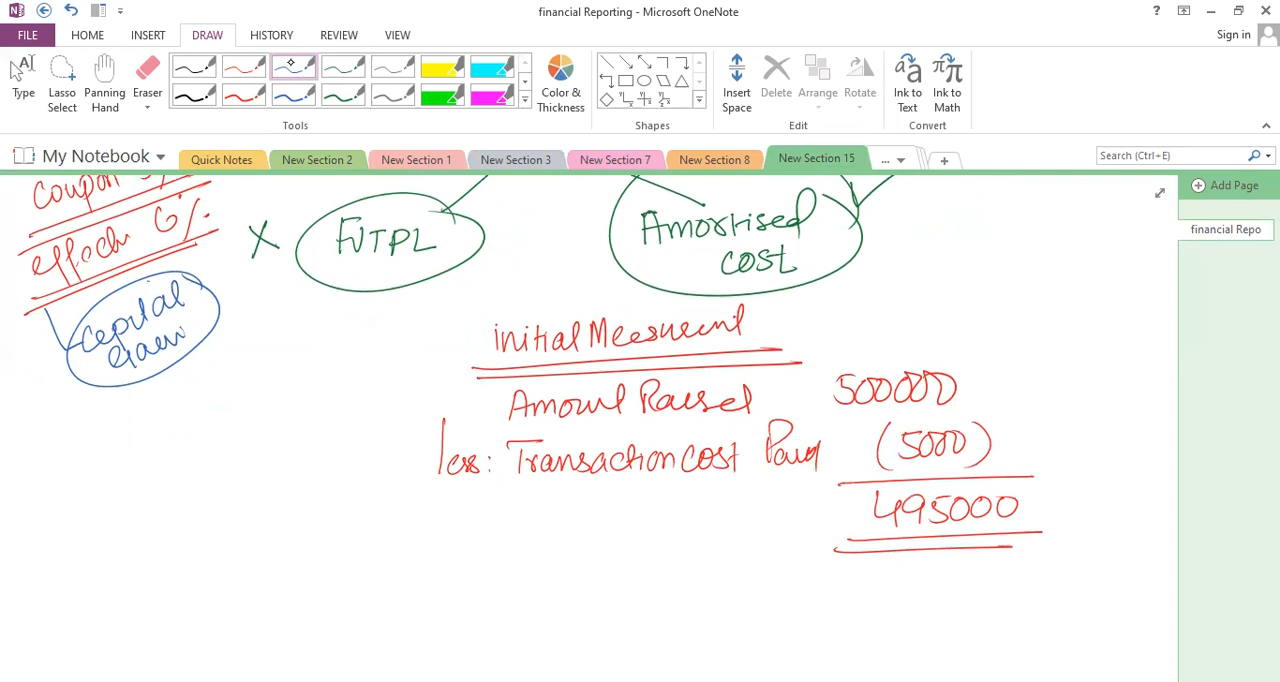 financial Reporting - Microsoft OneNote
Sign in
FILE HOME INSERT DRAW HISTORY REVIEW VIEW
Type
Lasso Select
Panning Hand
Eraser
Color & Thickness
Insert Space
Delete
Arrange
Rotate
Ink to Text
Ink to Math
Tools
Shapes
Edit
Convert
My Notebook
Quick Notes
New Section 2
New Section 1
New Section 3
New Section 7
New Section 8
New Section 15
Search (Ctrl+E)
Add Page
financial Repo
Coupon
effectiv 6%
Capital
X FVTPL
Amortised
cost
initial
Amount Raised 500000
less: Transaction cost Paid (5000)
495000